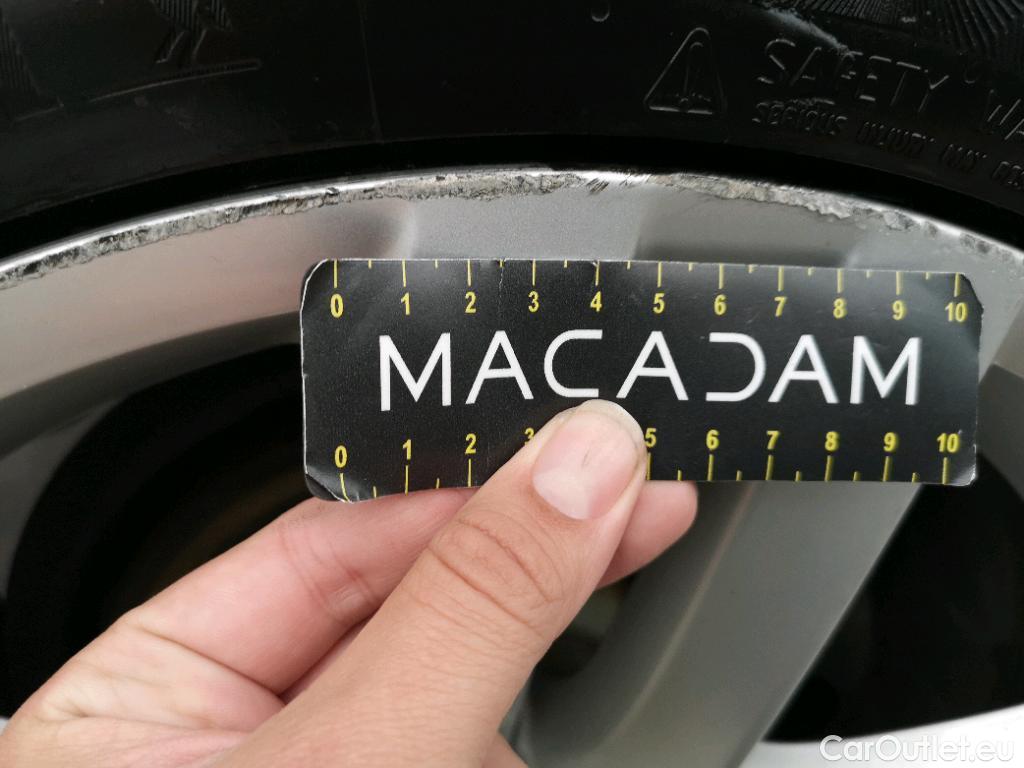 SAFETY WA
SERIOUS INJURY MAY
0 1 2 3 4 5 6 7 8 9 10
MACADAM
0 1 2 3 5 6 7 8 9 10
CarOutlet.eu